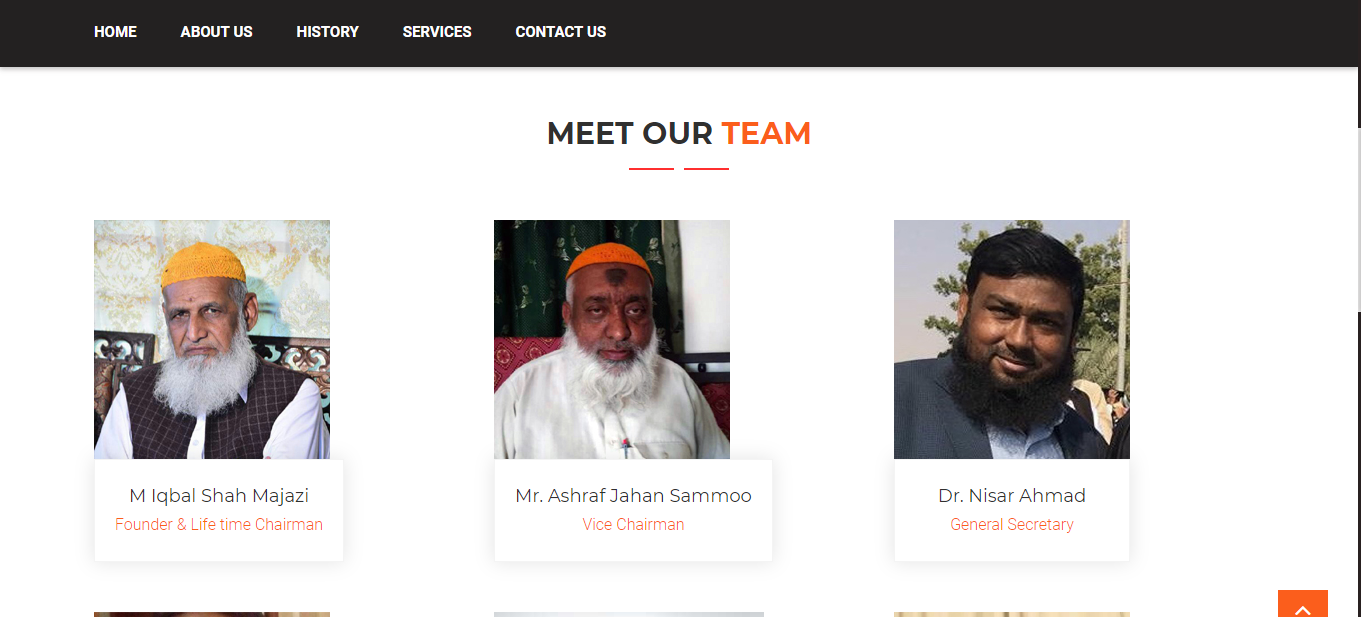 HOME ABOUT US HISTORY SERVICES CONTACT US
MEET OUR TEAM
M Iqbal Shah Majazi
Founder & Life time Chairman
Mr. Ashraf Jahan Sammoo
Vice Chairman
Dr. Nisar Ahmad
General Secretary